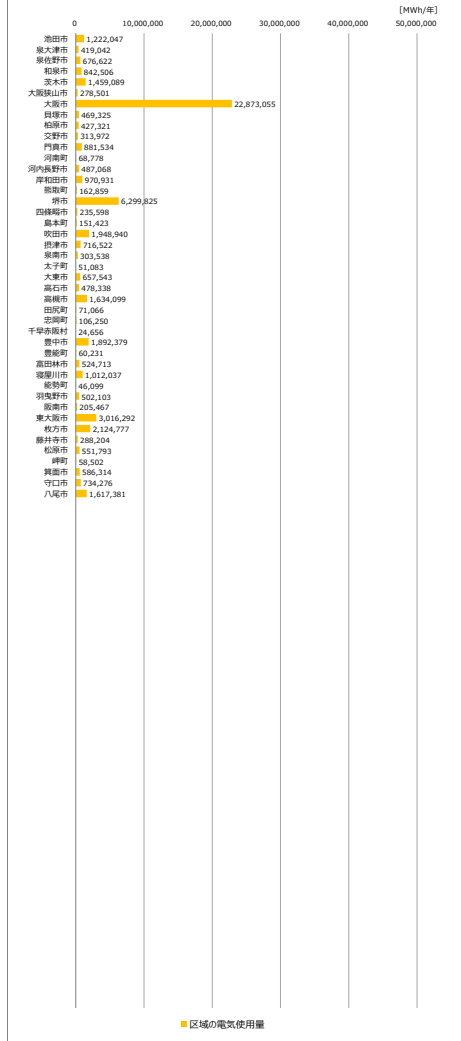 [MWh/年]
0 10,000,000 20,000,000 30,000,000 40,000,000 50,000,000
池田市 1,222,047
泉大津市 419,042
泉佐野市 676,622
和泉市 842,506
茨木市 1,459,089
大阪狭山市 278,501
大阪市 22,873,055
貝塚市 469,325
柏原市 427,321
交野市 313,972
門真市 881,534
河南町 68,778
河内長野市 487,068
岸和田市 970,931
熊取町 162,859
堺市 6,299,825
四條畷市 235,598
島本町 151,423
吹田市 1,948,940
摂津市 716,522
泉南市 303,538
太子町 51,083
大東市 657,543
高石市 478,338
高槻市 1,634,099
田尻町 71,066
忠岡町 106,250
千早赤阪村 24,656
豊中市 1,892,379
豊能町 60,231
富田林市 524,713
寝屋川市 1,012,037
能勢町 46,099
羽曳野市 502,103
阪南市 205,467
東大阪市 3,016,292
枚方市 2,124,777
藤井寺市 288,204
松原市 551,793
岬町 58,502
箕面市 586,314
守口市 734,276
八尾市 1,617,381
区域の電気使用量